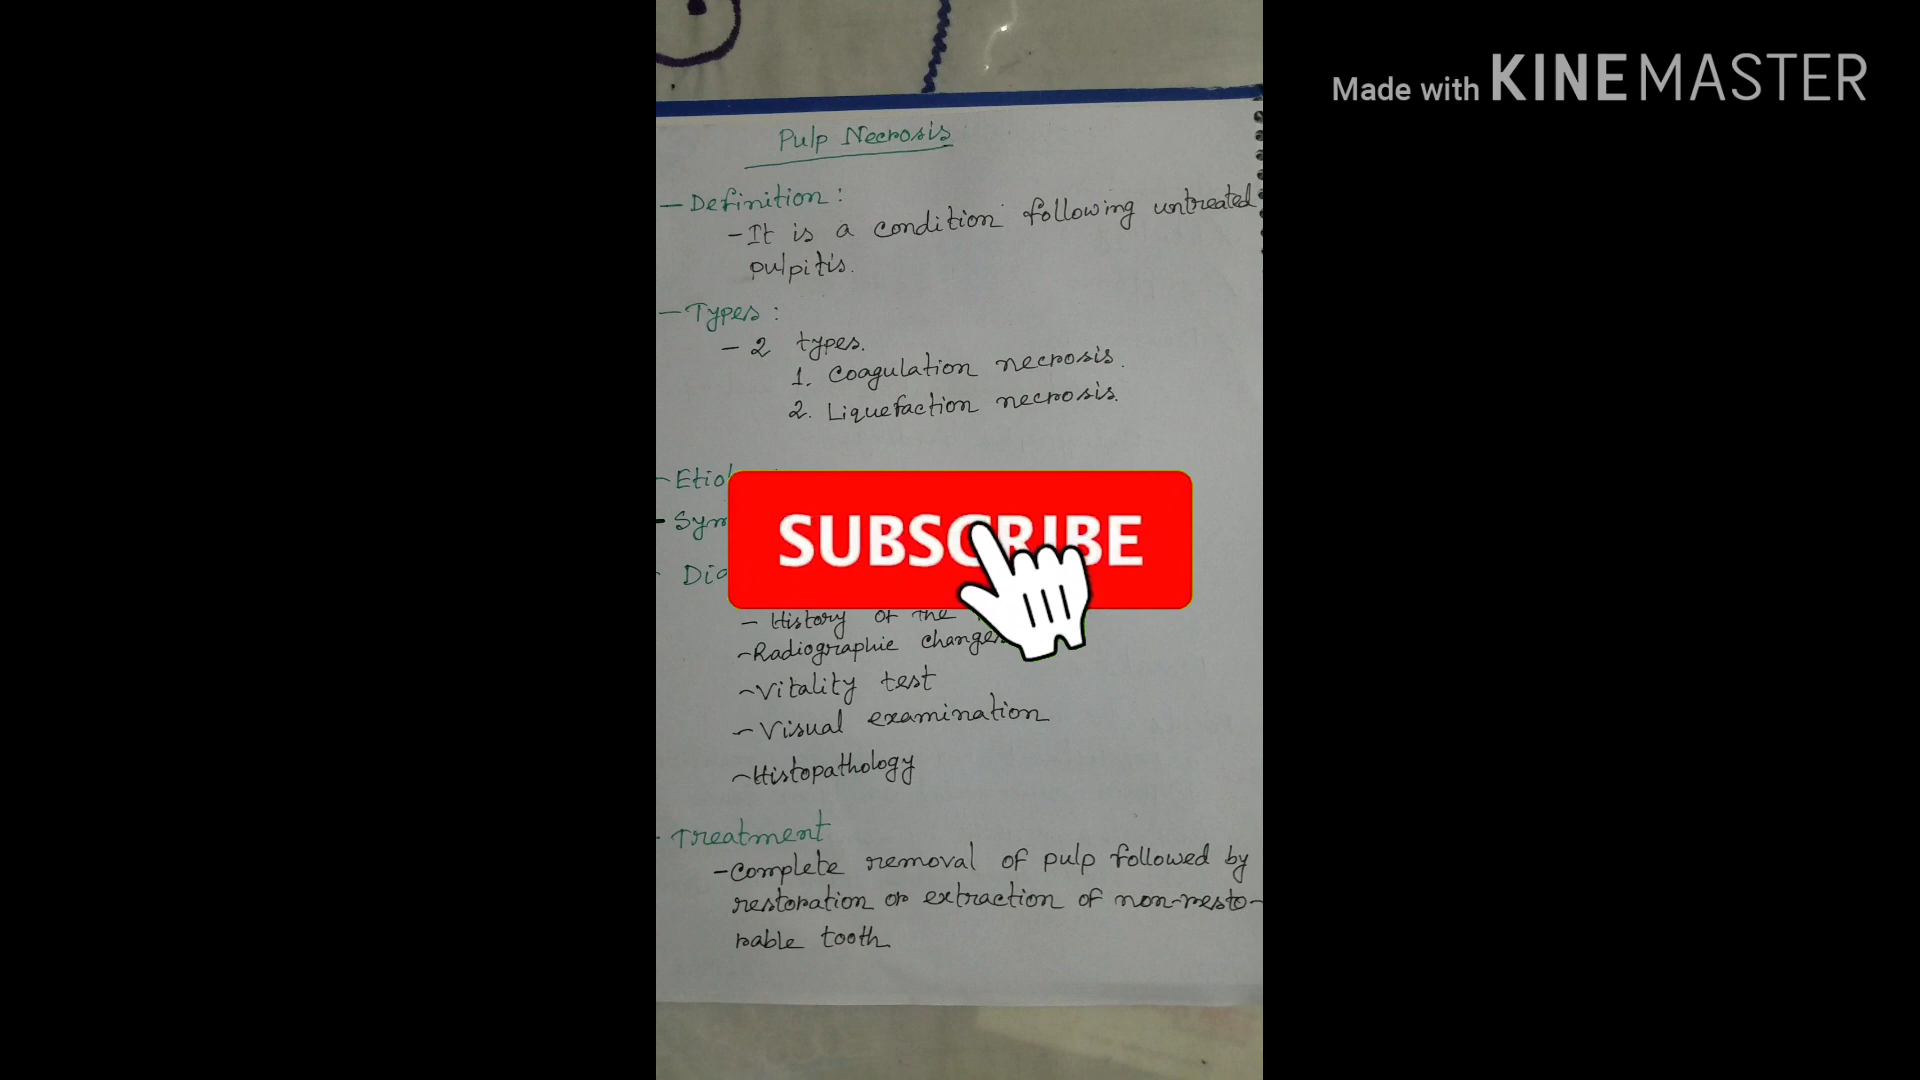 Made with KINEMASTER
Pulp Necrosis
- Definition :
- It is a condition following untreated
pulpitis.
- Types :
- 2 types.
1. Coagulation necrosis.
2. Liquefaction necrosis.
SUBSCRIBE
- History of the
- Radiographic changes
- Vitality test
- Visual examination
- Histopathology
- Treatment
- Complete removal of pulp followed by
restoration or extraction of non-resto-
rable tooth